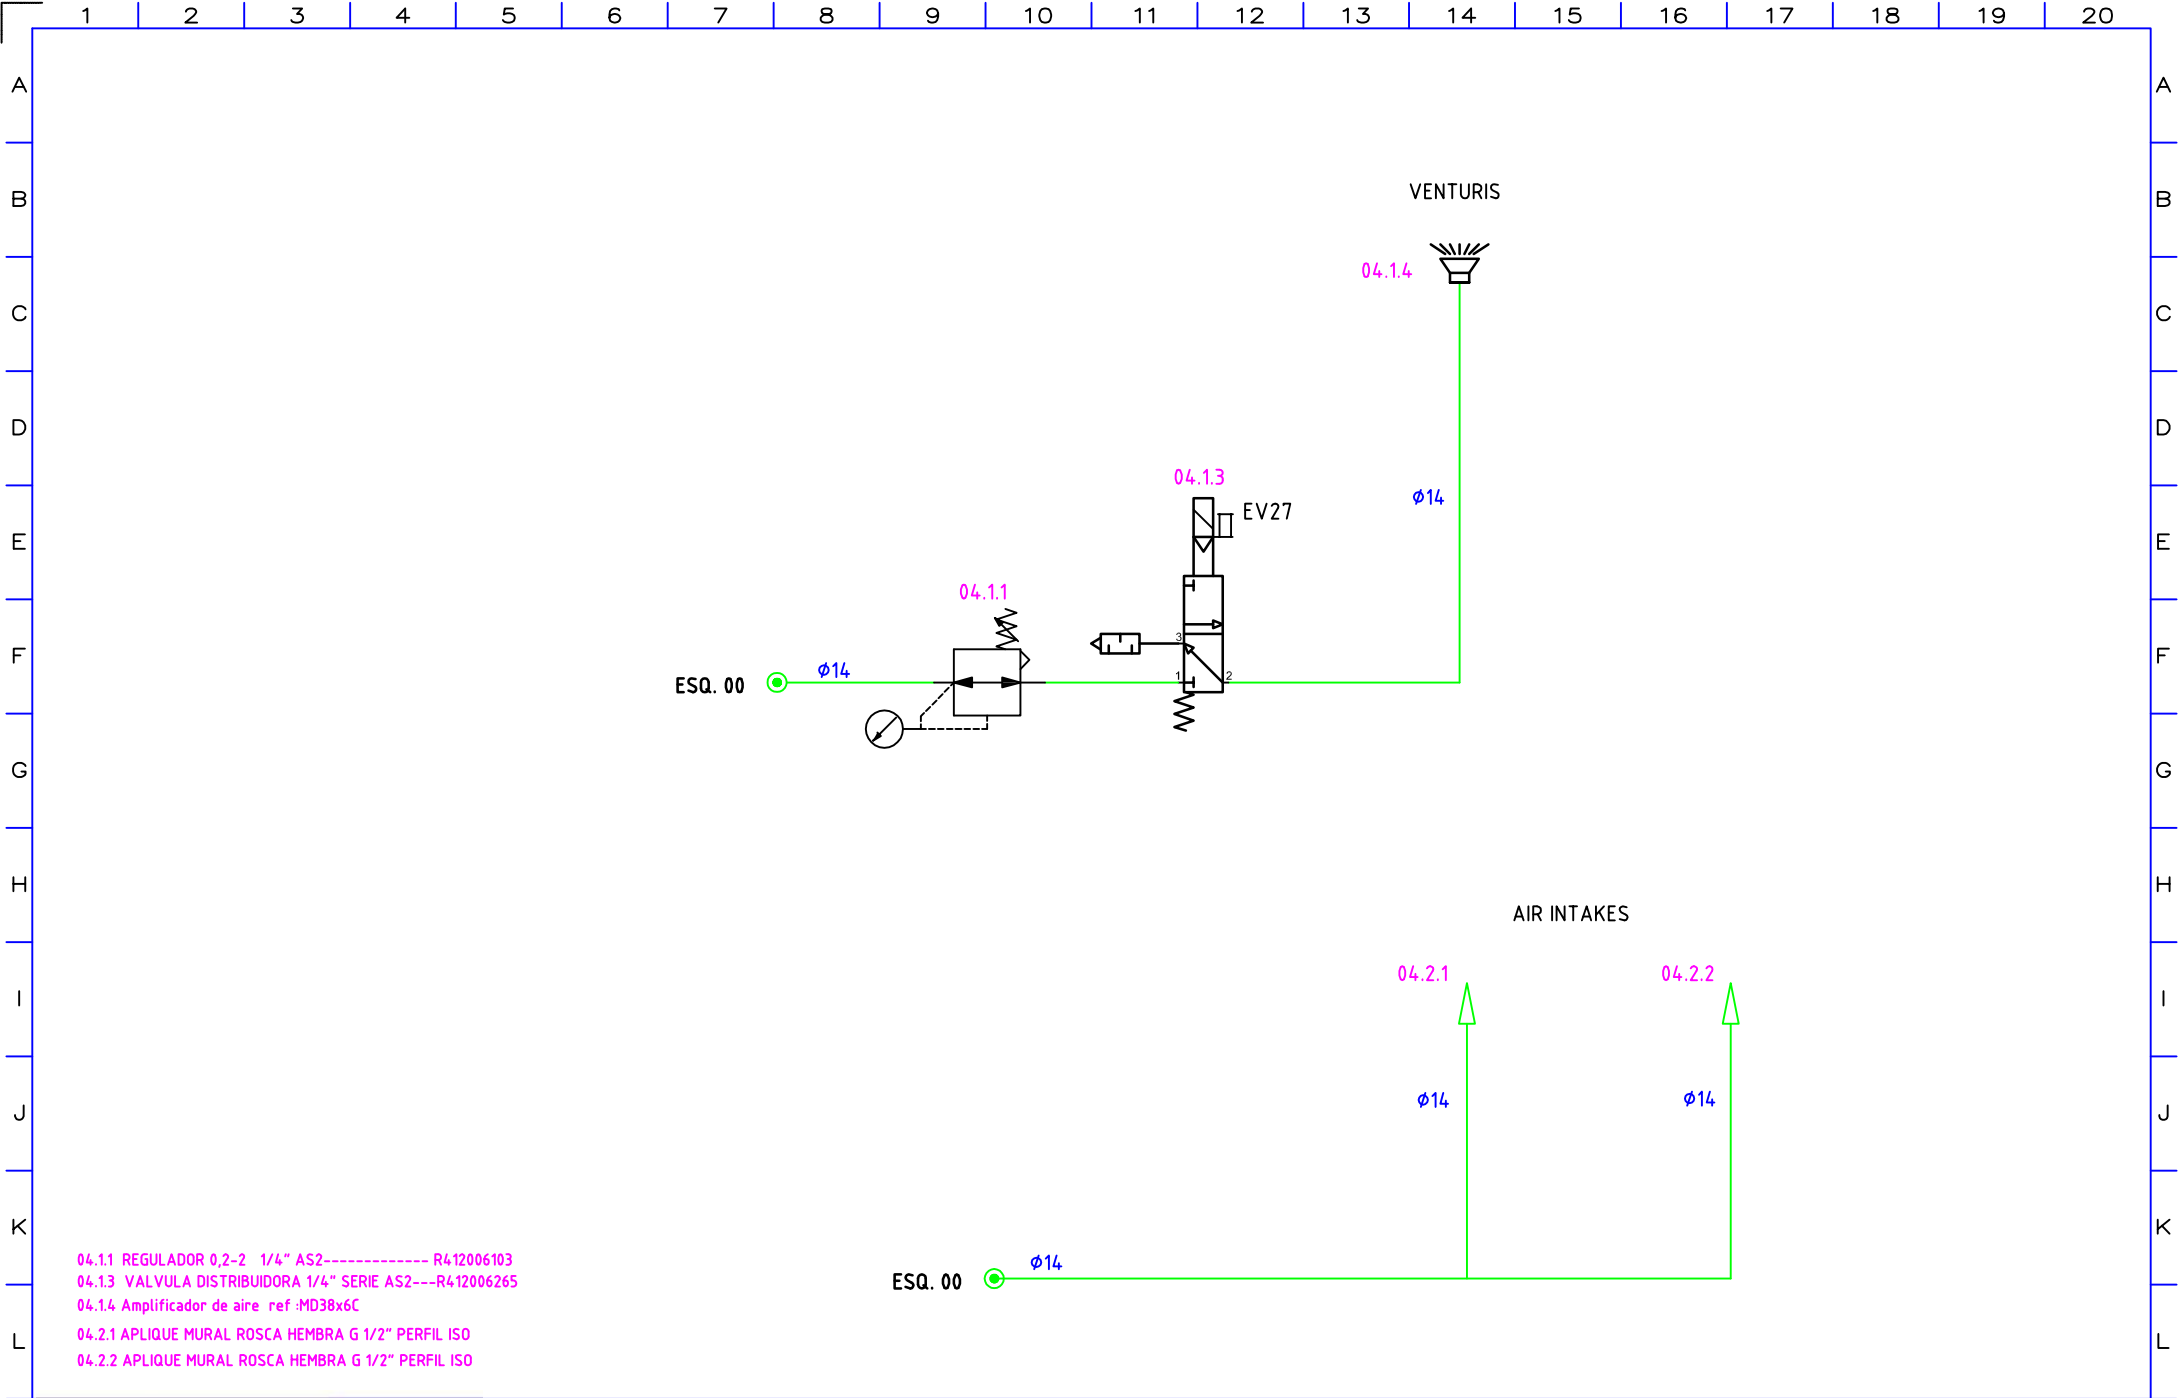 1 2 3 4 5 6 7 8 9 10 11 12 13 14 15 16 17 18 19 20
A A
B B
VENTURIS
04.1.4
C C
D D
04.1.3
Ø14
EV27
E E
04.1.1
3
F F
Ø14
ESQ. 00
1 2
G G
H H
AIR INTAKES
04.2.1 04.2.2
I I
Ø14 Ø14
J J
K K
04.1.1 REGULADOR 0,2-2 1/4" AS2------------- R412006103
Ø14
04.1.3 VALVULA DISTRIBUIDORA 1/4" SERIE AS2---R412006265
ESQ. 00
04.1.4 Amplificador de aire ref :MD38x6C
04.2.1 APLIQUE MURAL ROSCA HEMBRA G 1/2" PERFIL ISO
L L
04.2.2 APLIQUE MURAL ROSCA HEMBRA G 1/2" PERFIL ISO